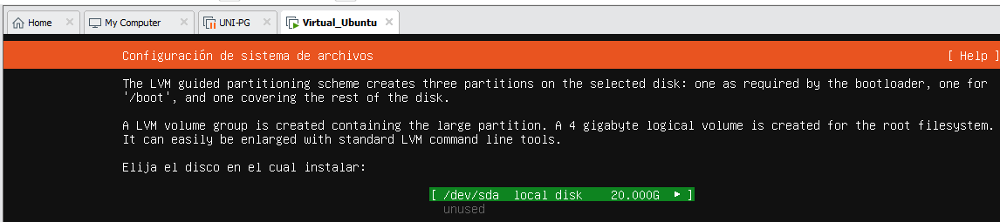 Home × My Computer × UNI-PG × Virtual_Ubuntu ×
Configuración de sistema de archivos [ Help ]
The LVM guided partitioning scheme creates three partitions on the selected disk: one as required by the bootloader, one for
'/boot', and one covering the rest of the disk.
A LVM volume group is created containing the large partition. A 4 gigabyte logical volume is created for the root filesystem.
It can easily be enlarged with standard LVM command line tools.
Elija el disco en el cual instalar:
[ /dev/sda local disk 20.000G ▸ ]
unused